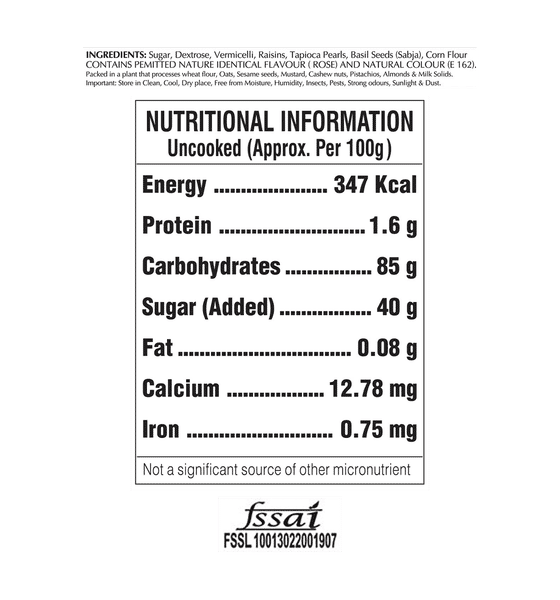 INGREDIENTS: Sugar, Dextrose, Vermicelli, Raisins, Tapioca Pearls, Basil Seeds (Sabja), Corn Flour
CONTAINS PEMITTED NATURE IDENTICAL FLAVOUR ( ROSE) AND NATURAL COLOUR (E 162).
Packed in a plant that processes wheat flour, Oats, Sesame seeds, Mustard, Cashew nuts, Pistachios, Almonds & Milk Solids.
Important: Store in Clean, Cool, Dry place, Free from Moisture, Humidity, Insects, Pests, Strong odours, Sunlight & Dust.
NUTRITIONAL INFORMATION
Uncooked (Approx. Per 100g)
Energy ..................... 347 Kcal
Protein ........................... 1.6 g
Carbohydrates ................ 85 g
Sugar (Added) ................. 40 g
Fat ................................ 0.08 g
Calcium .................. 12.78 mg
Iron ........................... 0.75 mg
Not a significant source of other micronutrient
fssai
FSSL 10013022001907